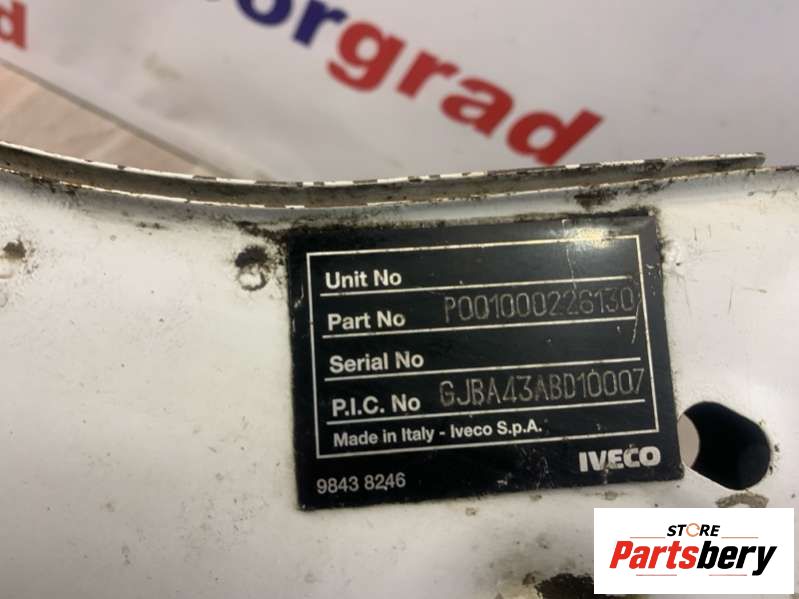 orgrad
d
Unit No
Part No P001000226130
Serial No
P.I.C. No GJBA43ABD10007
Made in Italy - Iveco S.p.A.
IVECO
9843 8246
STORE
Partsbery